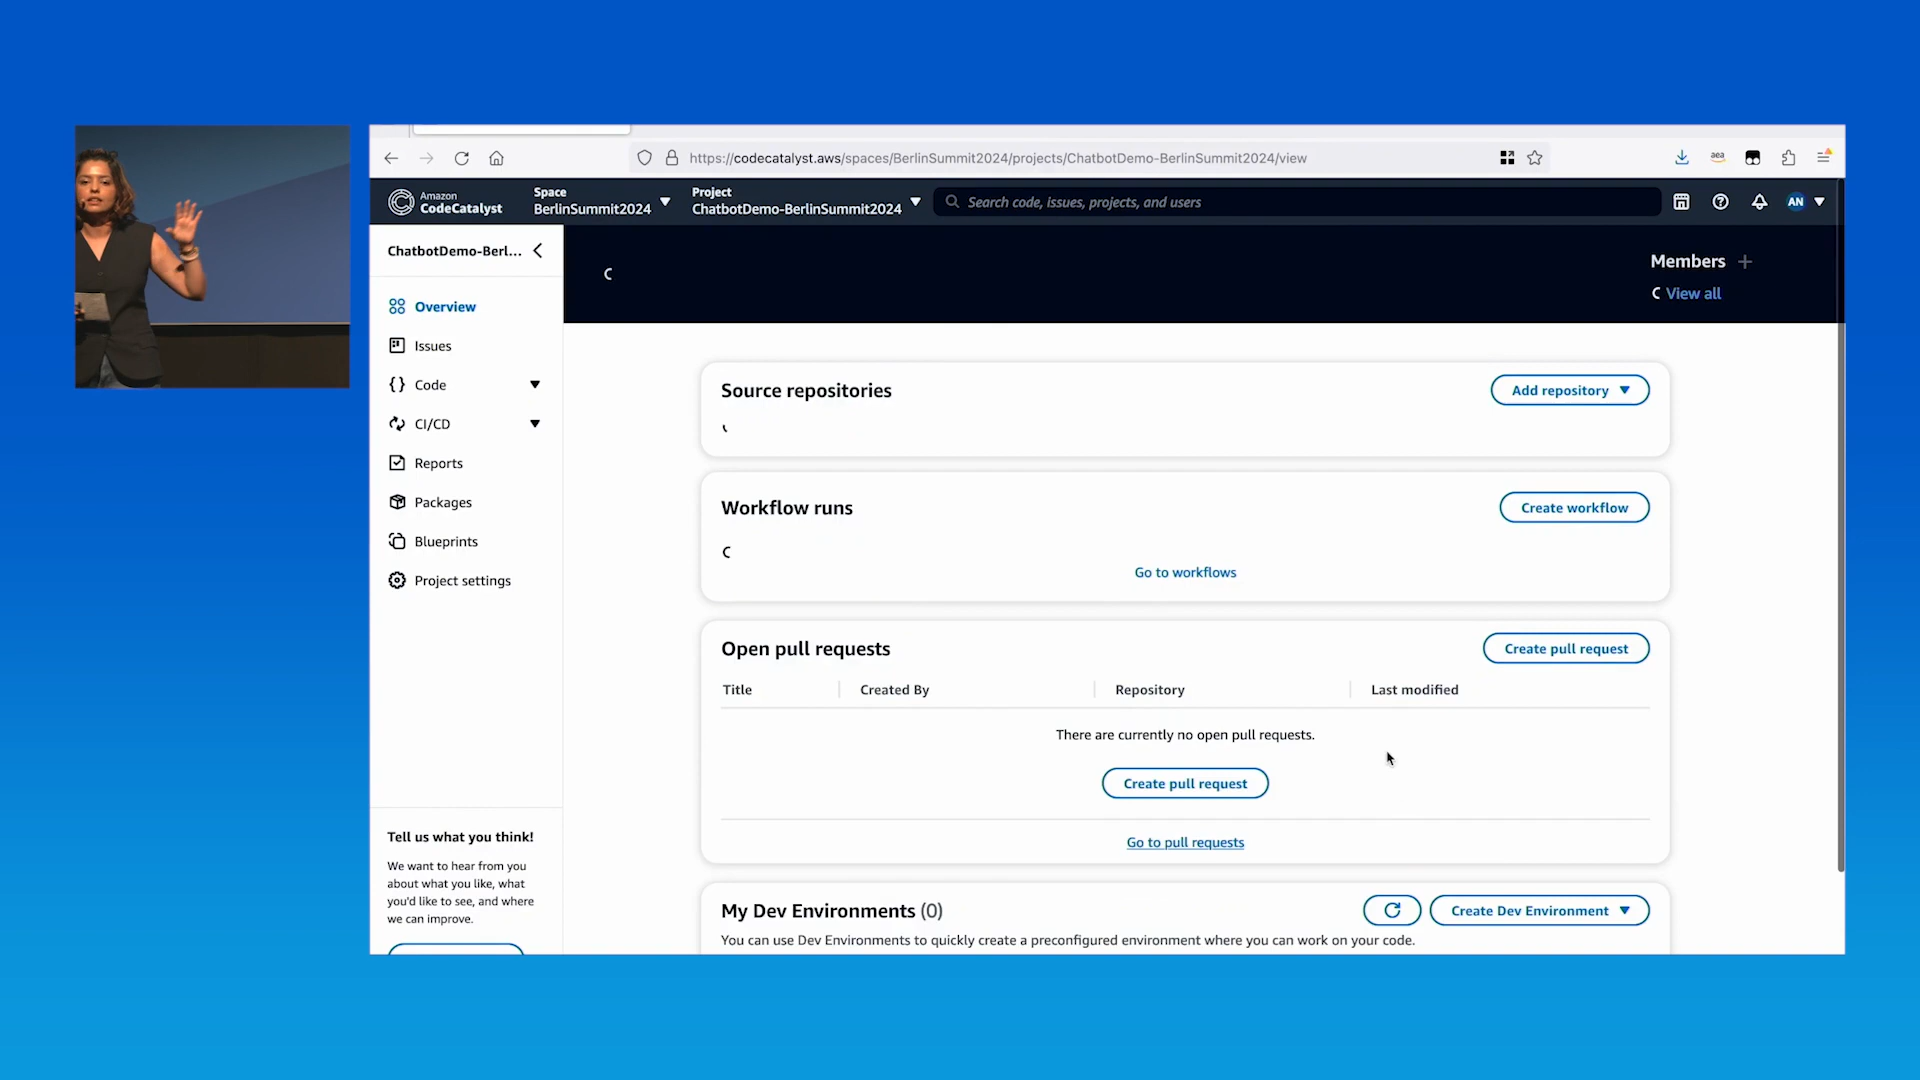 https://codecatalyst.aws/spaces/BerlinSummit2024/projects/ChatbotDemo-BerlinSummit2024/view
Amazon
CodeCatalyst
Space
BerlinSummit2024
Project
ChatbotDemo-BerlinSummit2024
Search code, issues, projects, and users
AN
ChatbotDemo-Berl...
Overview
Issues
Code
CI/CD
Reports
Packages
Blueprints
Project settings
Tell us what you think!
We want to hear from you
about what you like, what
you'd like to see, and where
we can improve.
Members
View all
Source repositories
Add repository
Workflow runs
Create workflow
Go to workflows
Open pull requests
Create pull request
Title Created By Repository Last modified
There are currently no open pull requests.
Create pull request
Go to pull requests
My Dev Environments (0)
Create Dev Environment
You can use Dev Environments to quickly create a preconfigured environment where you can work on your code.